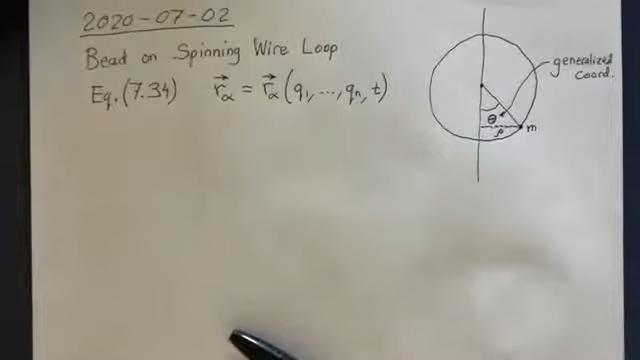 2020-07-02
Bead on Spinning Wire Loop
Eq. (7.34) r⃗α = r⃗α (q₁, ..., qₙ, t)
generalized
coord.
θ
ρ
m